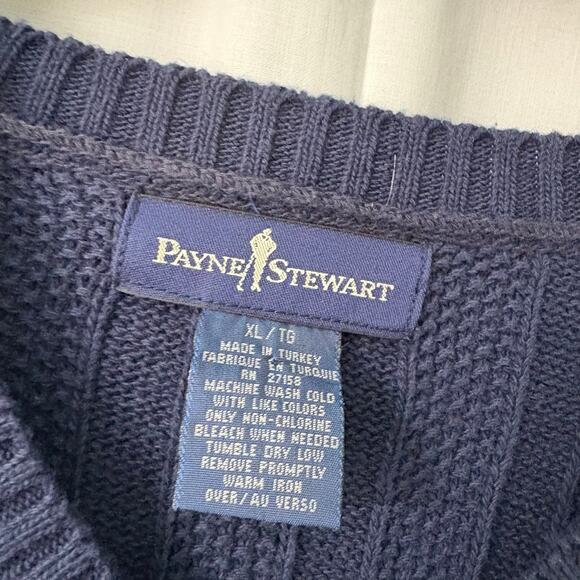 PAYNE STEWART
XL/TG
MADE IN TURKEY
FABRIQUE EN TURQUIE
RN 27158
MACHINE WASH COLD
WITH LIKE COLORS
ONLY NON-CHLORINE
BLEACH WHEN NEEDED
TUMBLE DRY LOW
REMOVE PROMPTLY
WARM IRON
OVER/AU VERSO